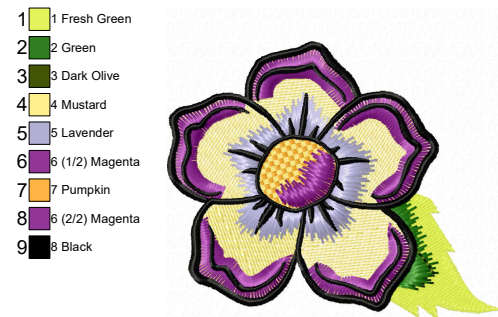 1 1 Fresh Green
2 2 Green
3 3 Dark Olive
4 4 Mustard
5 5 Lavender
6 6 (1/2) Magenta
7 7 Pumpkin
8 6 (2/2) Magenta
9 8 Black